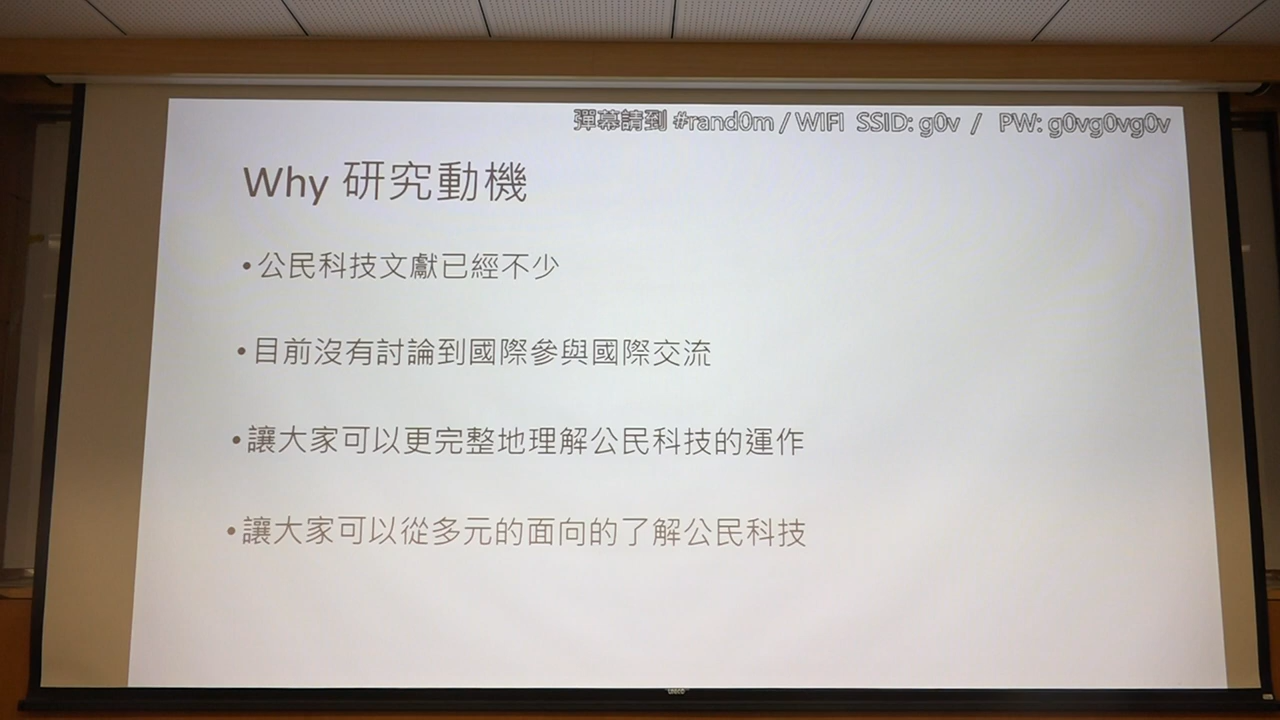 彈幕請到 #rand0m / WIFI SSID: g0v / PW: g0vg0vg0v
Why 研究動機
•公民科技文獻已經不少
•目前沒有討論到國際參與國際交流
•讓大家可以更完整地理解公民科技的運作
•讓大家可以從多元的面向的了解公民科技